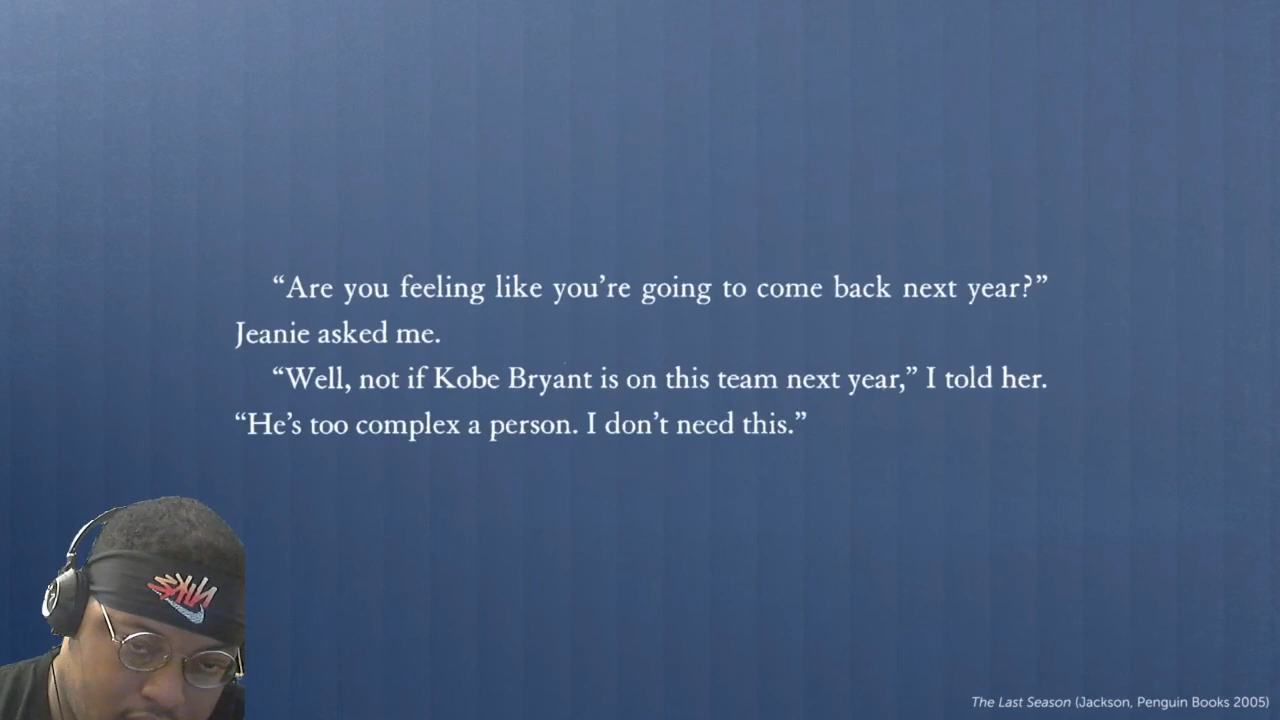 “Are you feeling like you’re going to come back next year?”
Jeanie asked me.
“Well, not if Kobe Bryant is on this team next year,” I told her.
“He’s too complex a person. I don’t need this.”
NIKE
The Last Season (Jackson, Penguin Books 2005)